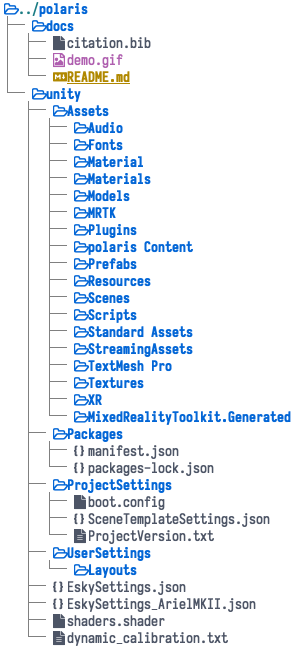 ../polaris
docs
citation.bib
demo.gif
README.md
unity
Assets
Audio
Fonts
Material
Materials
Models
MRTK
Plugins
polaris Content
Prefabs
Resources
Scenes
Scripts
Standard Assets
StreamingAssets
TextMesh Pro
Textures
XR
MixedRealityToolkit.Generated
Packages
manifest.json
packages-lock.json
ProjectSettings
boot.config
SceneTemplateSettings.json
ProjectVersion.txt
UserSettings
Layouts
EskySettings.json
EskySettings_ArielMKII.json
shaders.shader
dynamic_calibration.txt